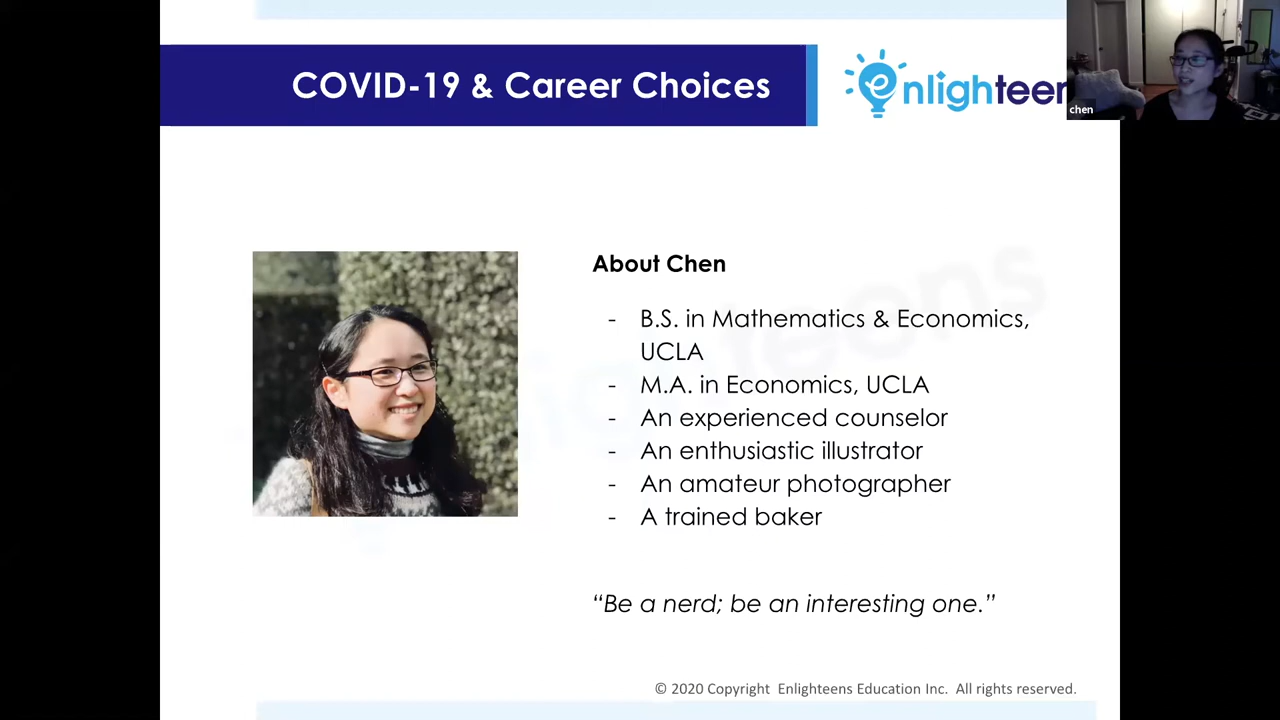 COVID-19 & Career Choices
enlighteen
chen
About Chen
- B.S. in Mathematics & Economics,
UCLA
- M.A. in Economics, UCLA
- An experienced counselor
- An enthusiastic illustrator
- An amateur photographer
- A trained baker
“Be a nerd; be an interesting one.”
© 2020 Copyright Enlighteens Education Inc. All rights reserved.